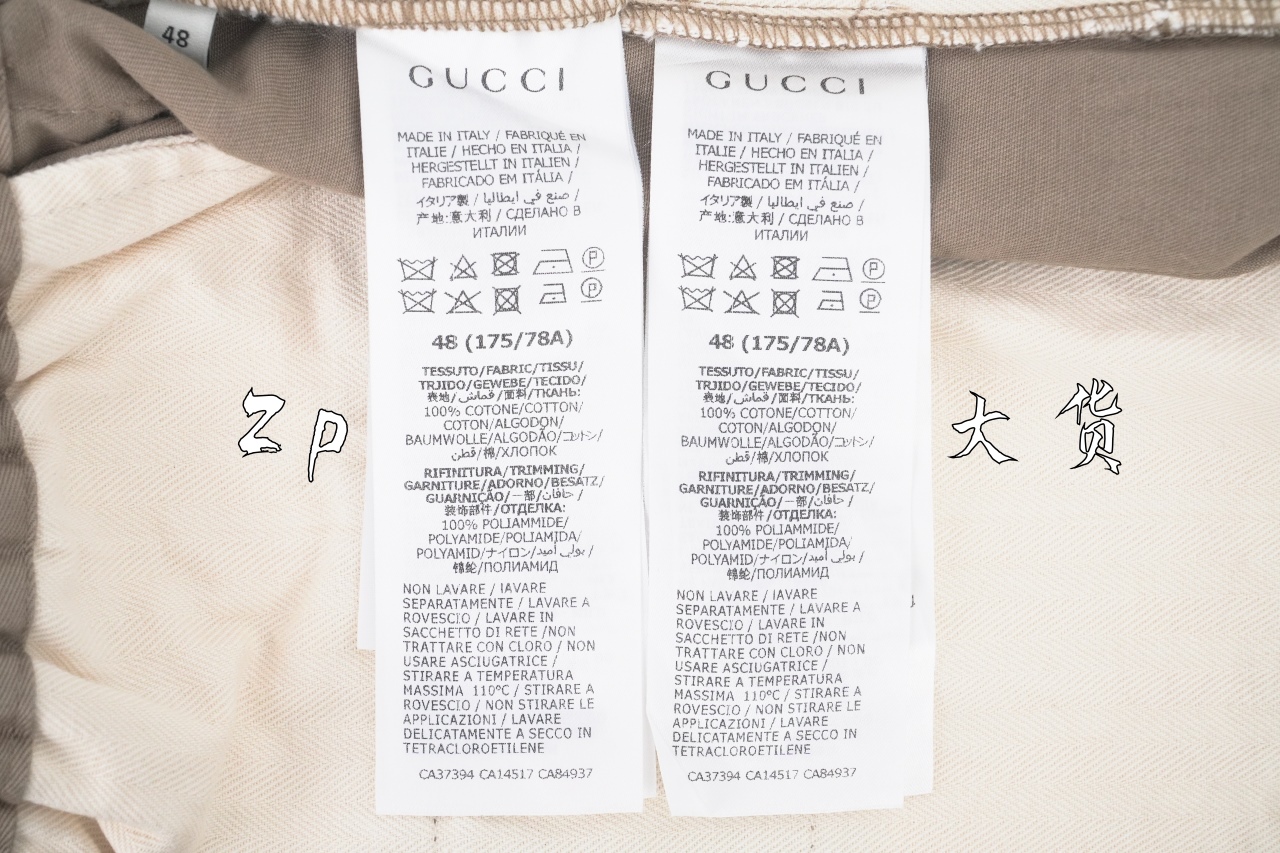 48
GUCCI
MADE IN ITALY / FABRIQUÉ EN
ITALIE / HECHO EN ITALIA /
HERGESTELLT IN ITALIEN /
FABRICADO EM ITÁLIA /
イタリア製 / صنع في ايطاليا /
产地:意大利 / СДЕЛАНО В
ИТАЛИИ
P
P
48 (175/78A)
TESSUTO/FABRIC/TISSU/
TRJIDO/GEWEBE/TECIDO/
表地/قماش/面料/ТКАНЬ:
100% COTONE/COTTON/
COTON/ALGODON/
BAUMWOLLE/ALGODÃO/コットン/
قطن/棉/ХЛОПОК
RIFINITURA/TRIMMING/
GARNITURE/ADORNO/BESATZ/
GUARNIÇÃO/一部/حافان/
装饰部件/ОТДЕЛКА:
100% POLIAMMIDE/
POLYAMIDE/POLIAMIDA/
POLYAMID/ナイロン/بولي أميد/
锦纶/ПОЛИАМИД
NON LAVARE / IAVARE
SEPARATAMENTE / LAVARE A
ROVESCIO / LAVARE IN
SACCHETTO DI RETE /NON
TRATTARE CON CLORO / NON
USARE ASCIUGATRICE /
STIRARE A TEMPERATURA
MASSIMA 110°C / STIRARE A
ROVESCIO / NON STIRARE LE
APPLICAZIONI / LAVARE
DELICATAMENTE A SECCO IN
TETRACLOROETILENE
CA37394 CA14517 CA84937
GUCCI
MADE IN ITALY / FABRIQUÉ EN
ITALIE / HECHO EN ITALIA /
HERGESTELLT IN ITALIEN /
FABRICADO EM ITÁLIA /
イタリア製 / صنع في ايطاليا /
产地:意大利 / СДЕЛАНО В
ИТАЛИИ
P
P
48 (175/78A)
TESSUTO/FABRIC/TISSU/
TRJIDO/GEWEBE/TECIDO/
表地/قماش/面料/ТКАНЬ:
100% COTONE/COTTON/
COTON/ALGODON/
BAUMWOLLE/ALGODÃO/コットン/
قطن/棉/ХЛОПОК
RIFINITURA/TRIMMING/
GARNITURE/ADORNO/BESATZ/
GUARNIÇÃO/一部/حافان/
装饰部件/ОТДЕЛКА:
100% POLIAMMIDE/
POLYAMIDE/POLIAMIDA/
POLYAMID/ナイロン/بولي أميد/
锦纶/ПОЛИАМИД
NON LAVARE / IAVARE
SEPARATAMENTE / LAVARE A
ROVESCIO / LAVARE IN
SACCHETTO DI RETE /NON
TRATTARE CON CLORO / NON
USARE ASCIUGATRICE /
STIRARE A TEMPERATURA
MASSIMA 110°C / STIRARE A
ROVESCIO / NON STIRARE LE
APPLICAZIONI / LAVARE
DELICATAMENTE A SECCO IN
TETRACLOROETILENE
CA37394 CA14517 CA84937
Zp 大货